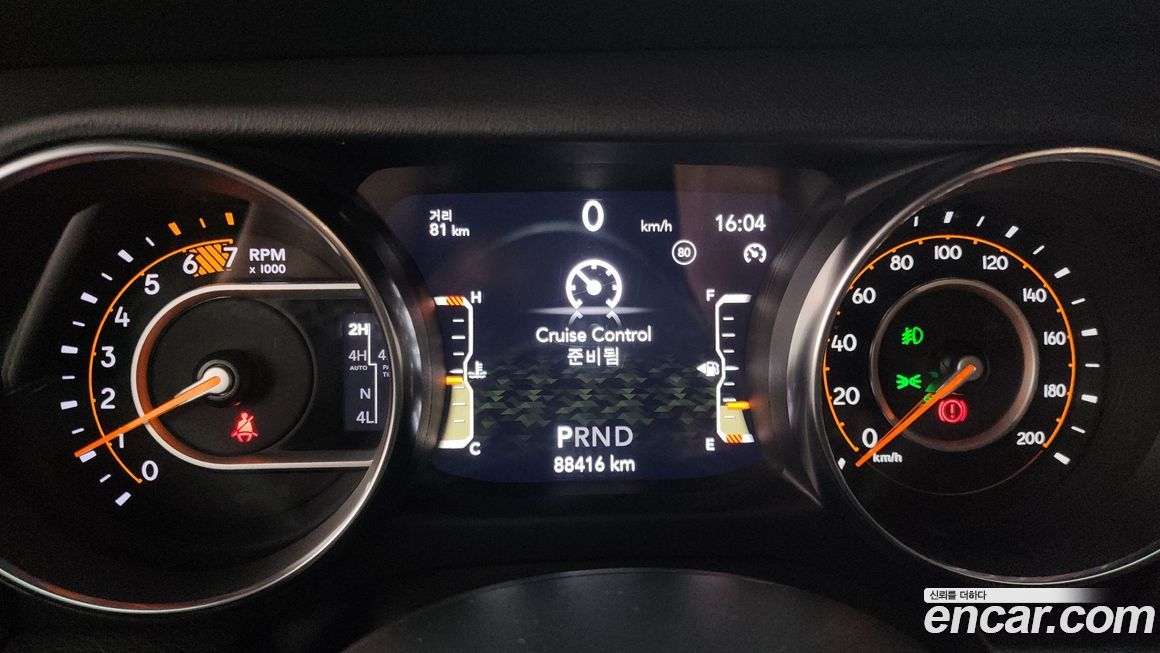 거리
81 km
0
km/h
16:04
80
RPM
x 1000
7
6
5
4
3
2
1
0
2H
4H
AUTO
N
4L
H
C
F
E
Cruise Control
준비됨
PRND
88416 km
0
20
40
60
80
100
120
140
160
180
200
km/h
신뢰를 더하다
encar.com